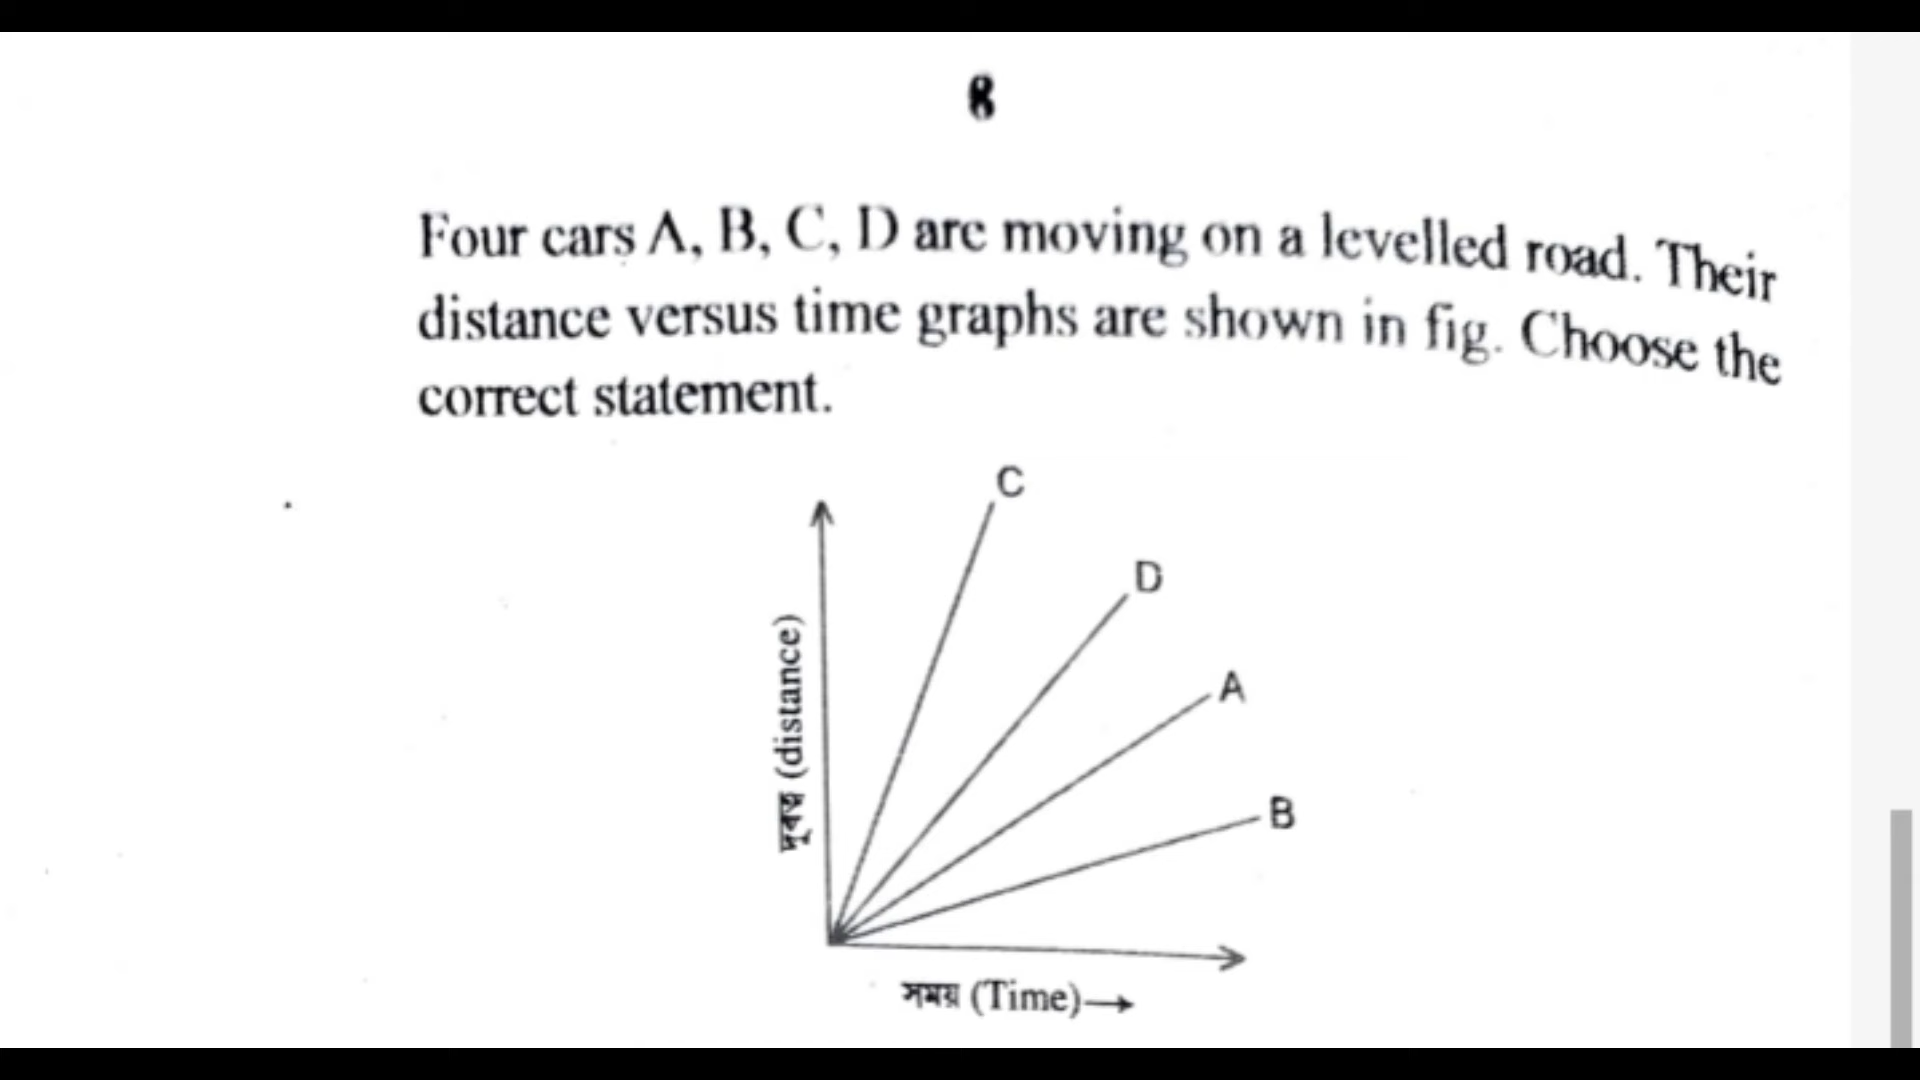 8
Four cars A, B, C, D are moving on a levelled road. Their
distance versus time graphs are shown in fig. Choose the
correct statement.
C
D
A
B
দূৰত্ব (distance)
সময় (Time)→